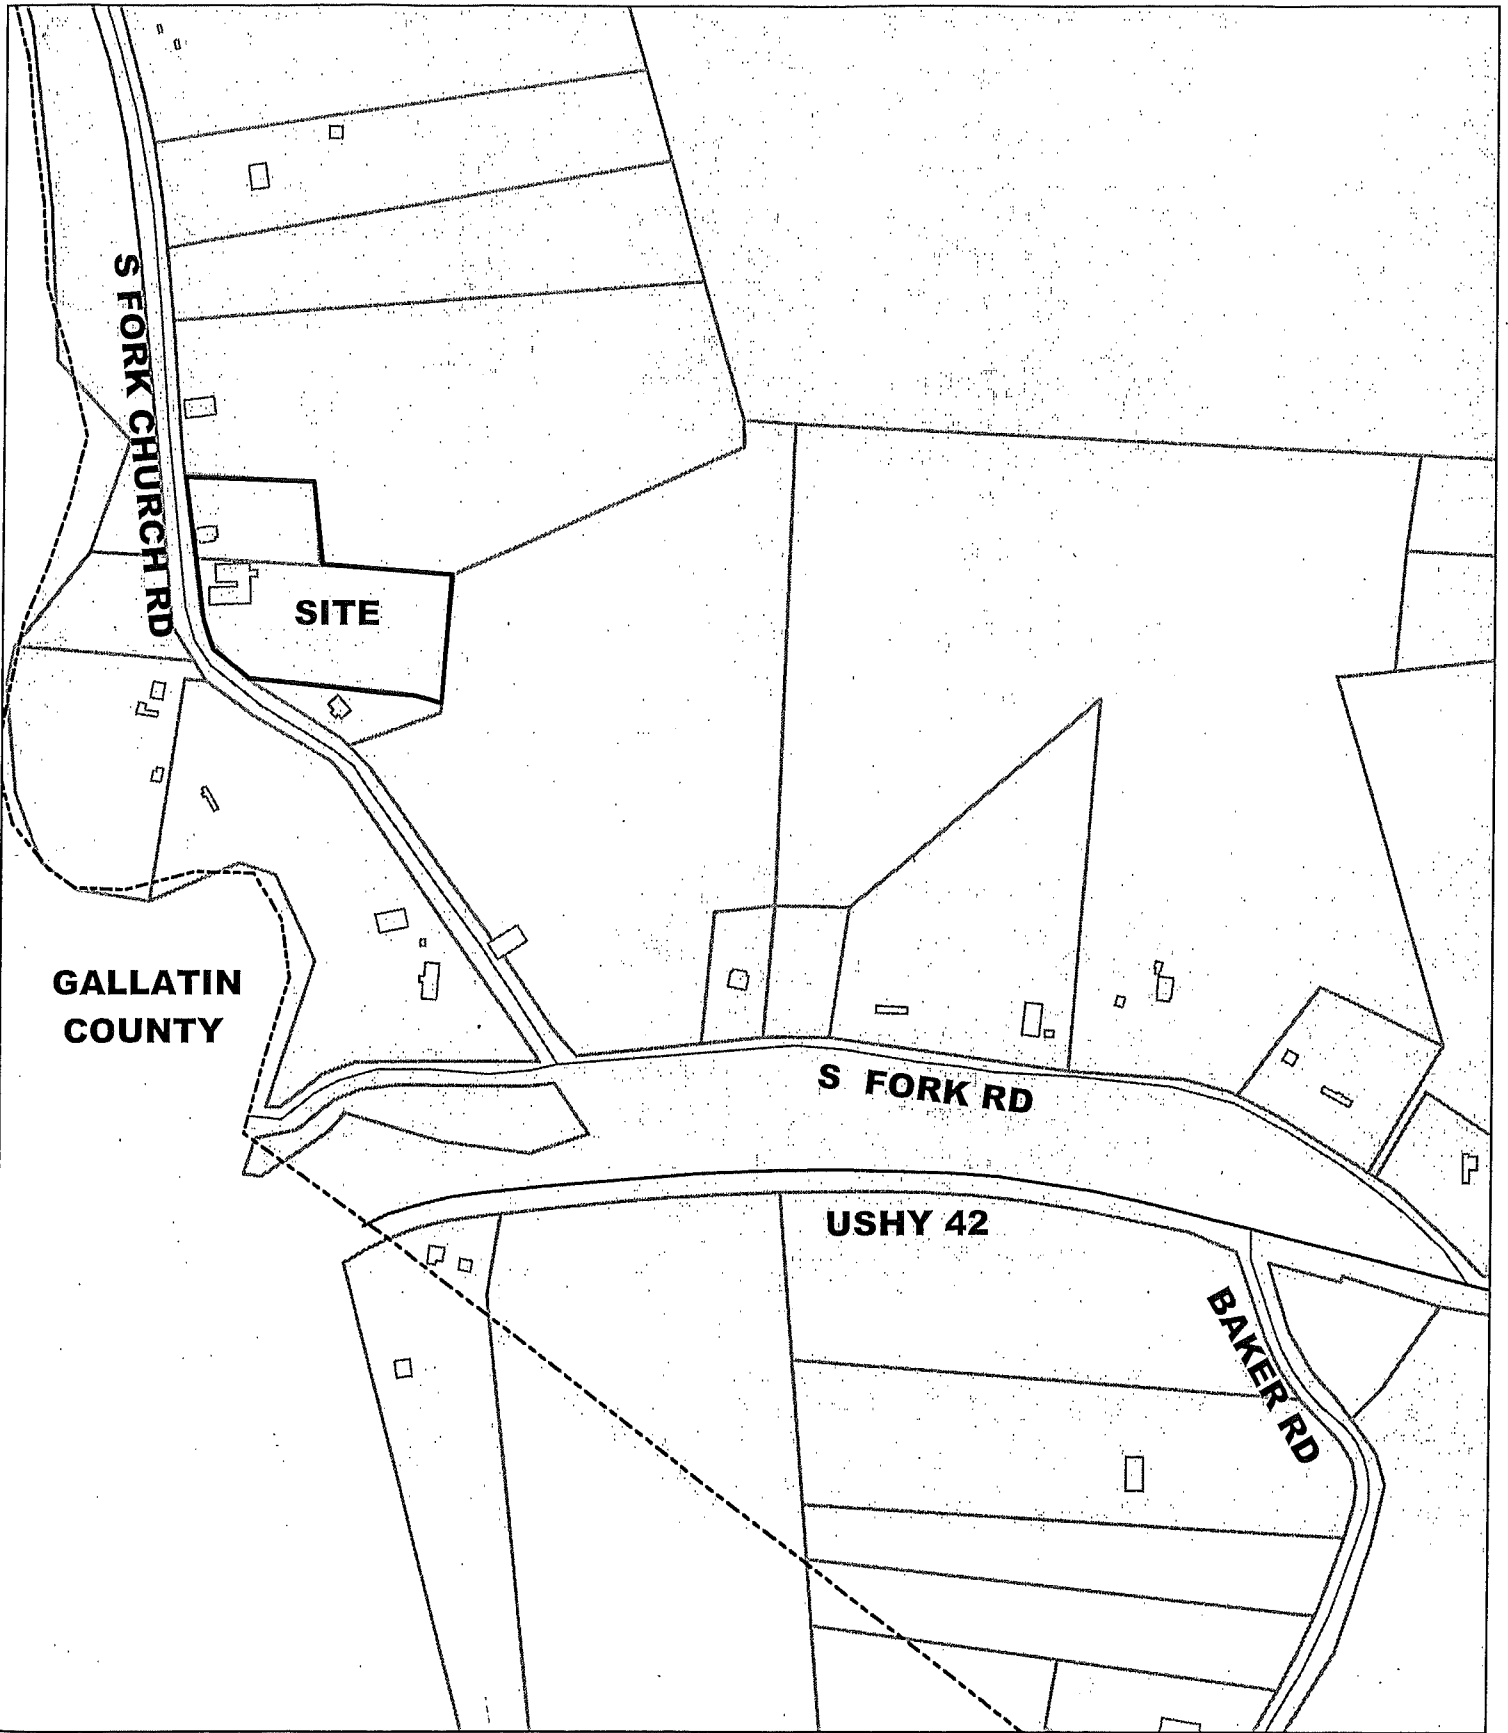 S FORK CHURCH RD
SITE
GALLATIN
COUNTY
S FORK RD
USHY 42
BAKER RD